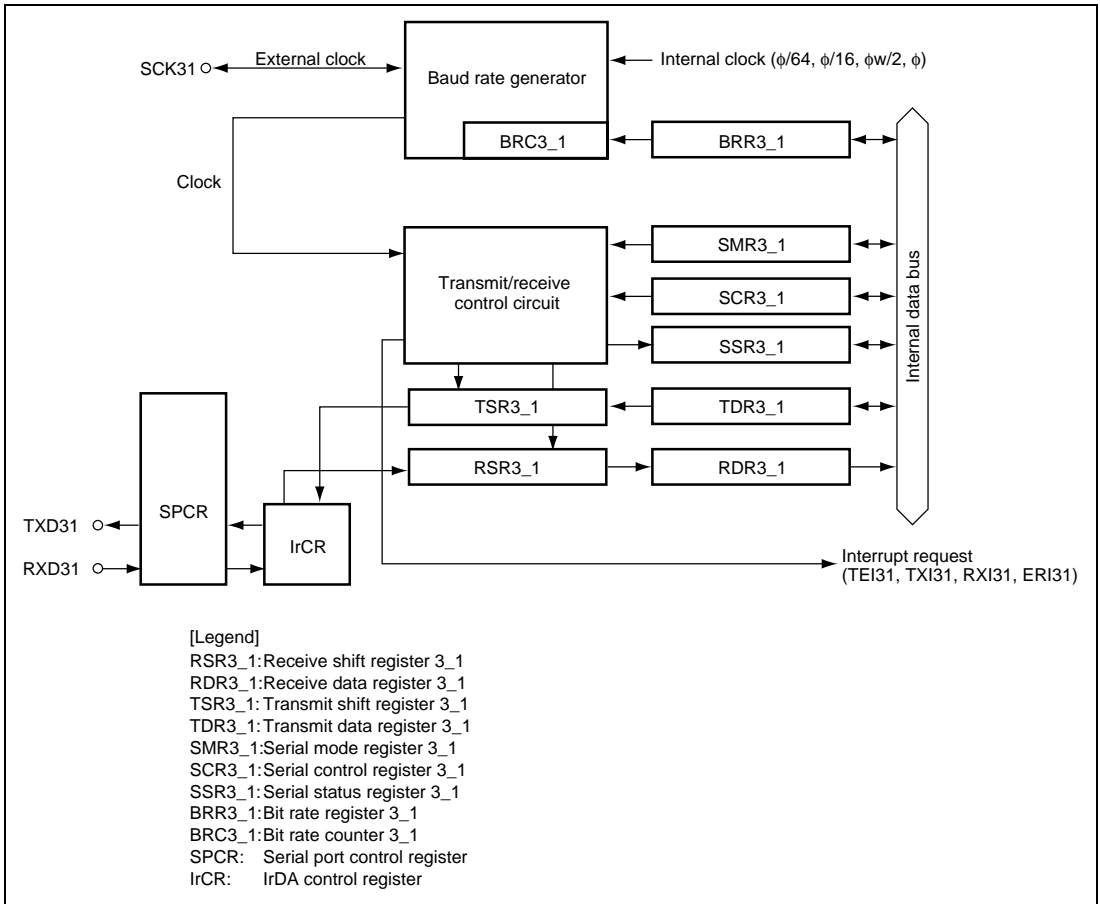 SCK31
External clock
Baud rate generator
Internal clock (ϕ/64, ϕ/16, ϕw/2, ϕ)
BRC3_1
BRR3_1
Clock
Internal data bus
Transmit/receive
control circuit
SMR3_1
SCR3_1
SSR3_1
TSR3_1
TDR3_1
RSR3_1
RDR3_1
SPCR
IrCR
TXD31
RXD31
Interrupt request
(TEI31, TXI31, RXI31, ERI31)
[Legend]
RSR3_1:Receive shift register 3_1
RDR3_1:Receive data register 3_1
TSR3_1: Transmit shift register 3_1
TDR3_1: Transmit data register 3_1
SMR3_1:Serial mode register 3_1
SCR3_1:Serial control register 3_1
SSR3_1:Serial status register 3_1
BRR3_1:Bit rate register 3_1
BRC3_1:Bit rate counter 3_1
SPCR: Serial port control register
IrCR: IrDA control register